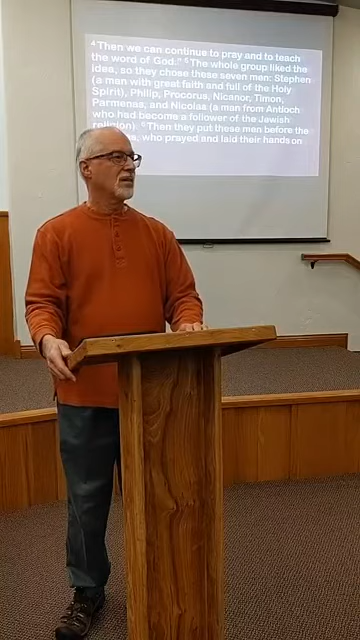 ⁴Then we can continue to pray and to teach
the word of God." ⁵The whole group liked the
idea, so they chose these seven men: Stephen
(a man with great faith and full of the Holy
Spirit), Philip, Procorus, Nicanor, Timon,
Parmenas, and Nicolas (a man from Antioch
who had become a follower of the Jewish
religion). ⁶Then they put these men before the
who prayed and laid their hands on